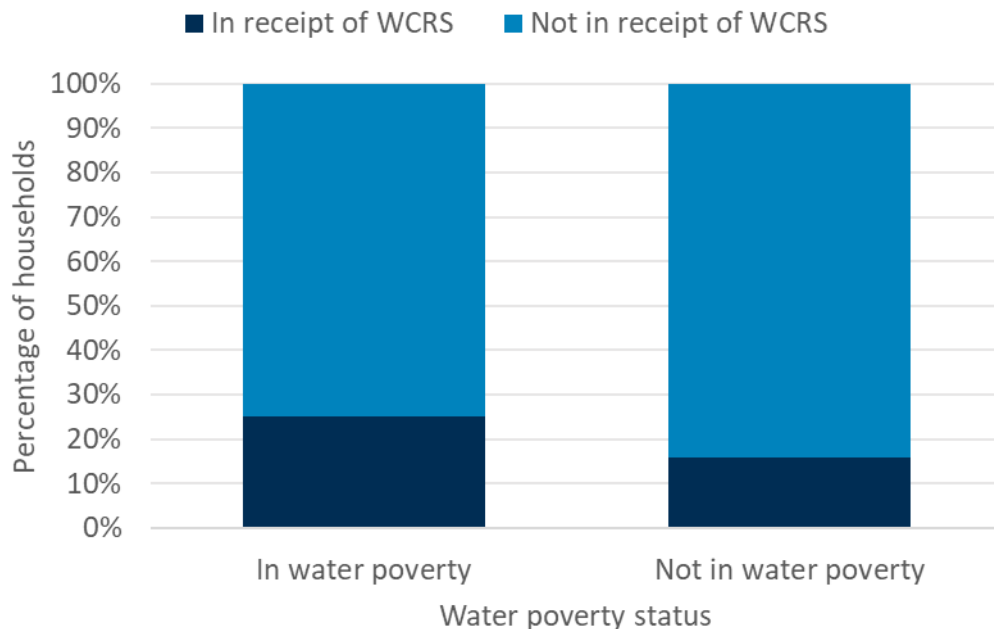 In receipt of WCRS Not in receipt of WCRS
100%
90%
80%
70%
60%
50%
40%
30%
20%
10%
0%
Percentage of households
In water poverty Not in water poverty
Water poverty status